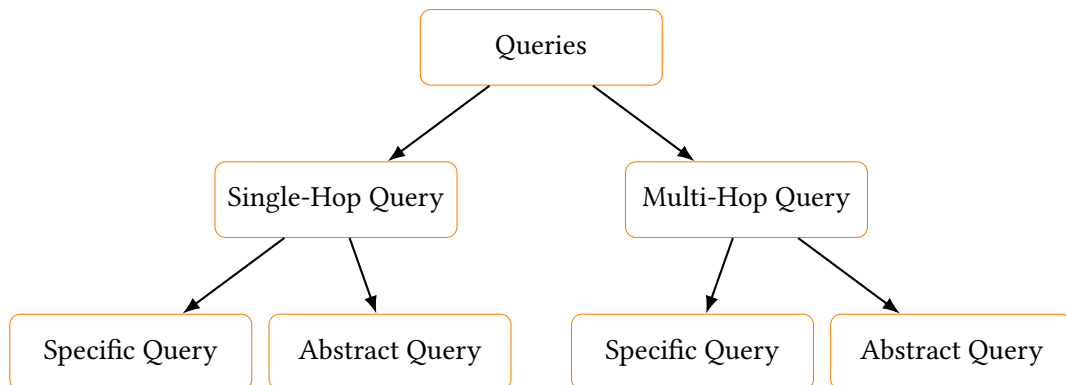 Queries
Single-Hop Query
Multi-Hop Query
Specific Query
Abstract Query
Specific Query
Abstract Query